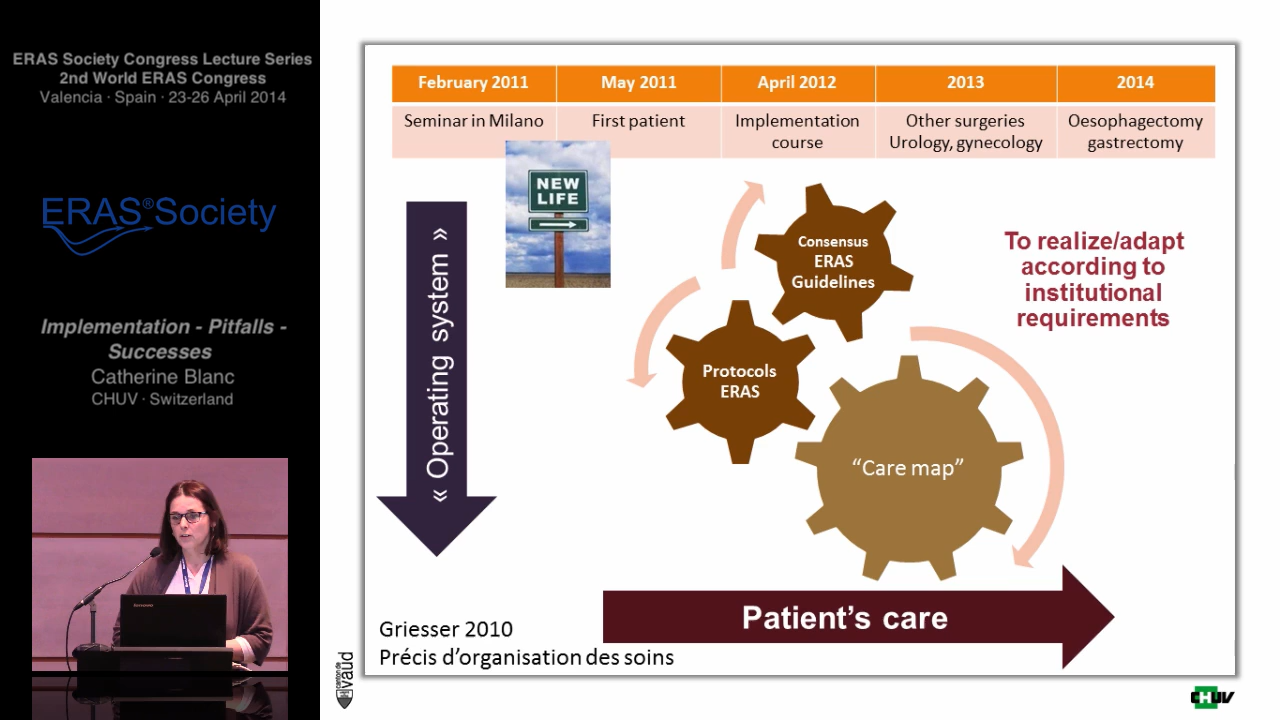 ERAS Society Congress Lecture Series
2nd World ERAS Congress
Valencia · Spain · 23-26 April 2014
ERAS®Society
Implementation - Pitfalls -
Successes
Catherine Blanc
CHUV · Switzerland
lenovo
February 2011
May 2011
April 2012
2013
2014
Seminar in Milano
First patient
Implementation
course
Other surgeries
Urology, gynecology
Oesophagectomy
gastrectomy
NEW
LIFE
« Operating system »
Consensus
ERAS
Guidelines
Protocols
ERAS
“Care map”
To realize/adapt
according to
institutional
requirements
Patient’s care
Griesser 2010
Précis d’organisation des soins
canton de
vaud
CHUV